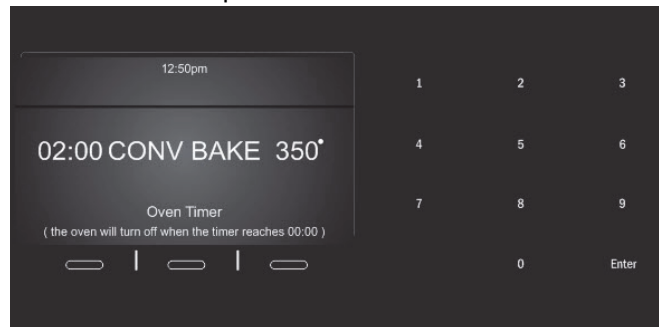 12:50pm
02:00 CONV BAKE 350°
Oven Timer
( the oven will turn off when the timer reaches 00:00 )
1 2 3
4 5 6
7 8 9
0 Enter